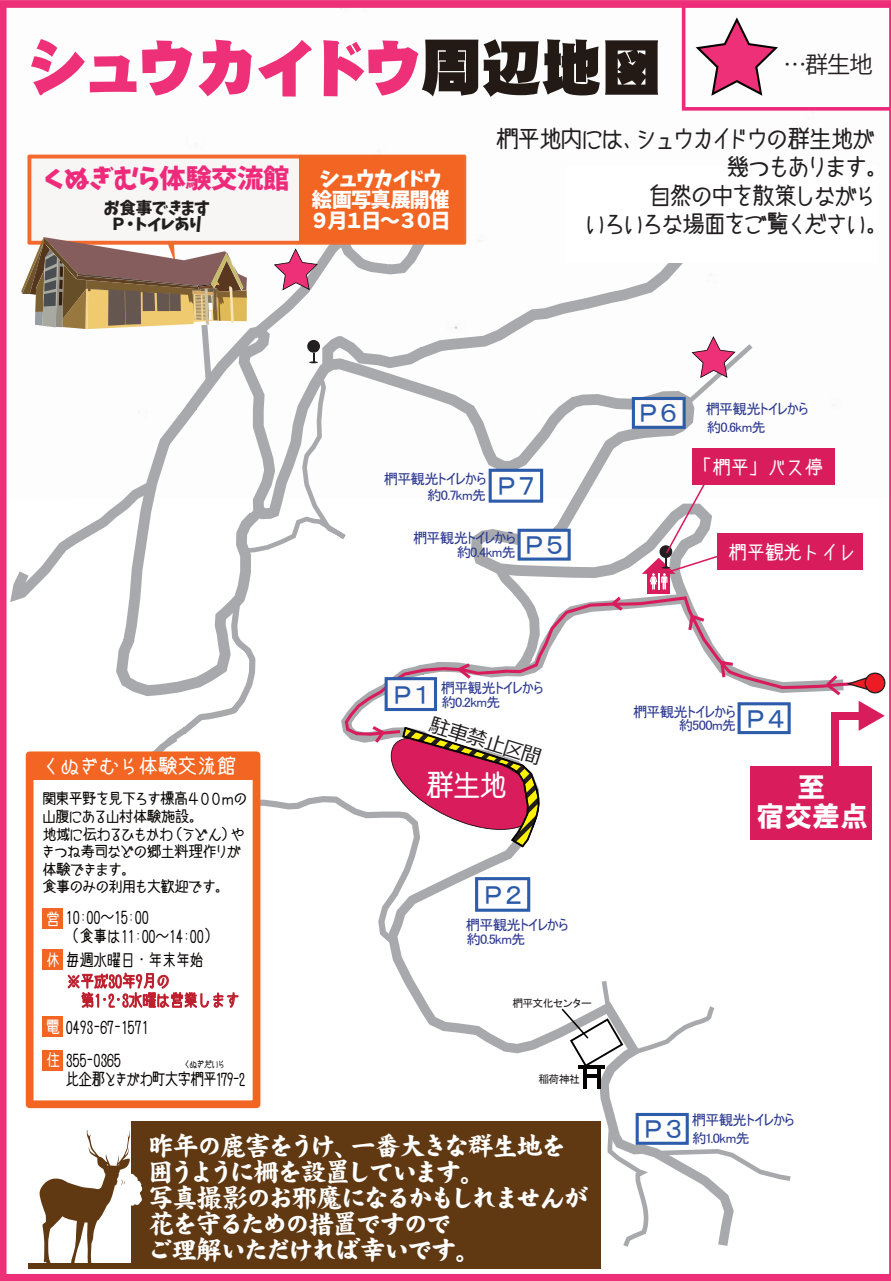 シュウカイドウ周辺地図
…群生地
椚平地内には、シュウカイドウの群生地が
幾つもあります。
自然の中を散策しながら
いろいろな場面をご覧ください。
くぬぎむら体験交流館
お食事できます
P・トイレあり
シュウカイドウ
絵画写真展開催
9月1日〜30日
P6
椚平観光トイレから
約0.6km先
「椚平」バス停
椚平観光トイレから
約0.7km先
P7
椚平観光トイレから
約0.4km先
P5
椚平観光トイレ
P1
椚平観光トイレから
約0.2km先
椚平観光トイレから
約500m先
P4
駐車禁止区間
群生地
至
宿交差点
くぬぎむら体験交流館
関東平野を見下ろす標高400mの
山腹にある山村体験施設。
地域に伝わるひもかわ(うどん)や
きつね寿司などの郷土料理作りが
体験できます。
食事のみの利用も大歓迎です。
営 10:00〜15:00
(食事は11:00〜14:00)
休 毎週水曜日・年末年始
※平成30年9月の
第1・2・3水曜は営業します
電 0493-67-1571
住 355-0365
くぬぎだいら
比企郡ときがわ町大字椚平179-2
P2
椚平観光トイレから
約0.5km先
椚平文化センター
稲荷神社
P3
椚平観光トイレから
約1.0km先
昨年の鹿害をうけ、一番大きな群生地を
囲うように柵を設置しています。
写真撮影のお邪魔になるかもしれませんが
花を守るための措置ですので
ご理解いただければ幸いです。